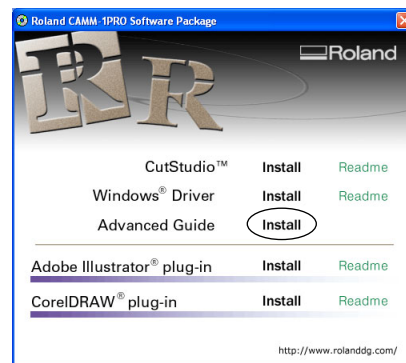 Roland CAMM-1PRO Software Package
Roland
CutStudio™ Install Readme
Windows® Driver Install Readme
Advanced Guide Install
Adobe Illustrator® plug-in Install Readme
CorelDRAW® plug-in Install Readme
http://www.rolanddg.com/